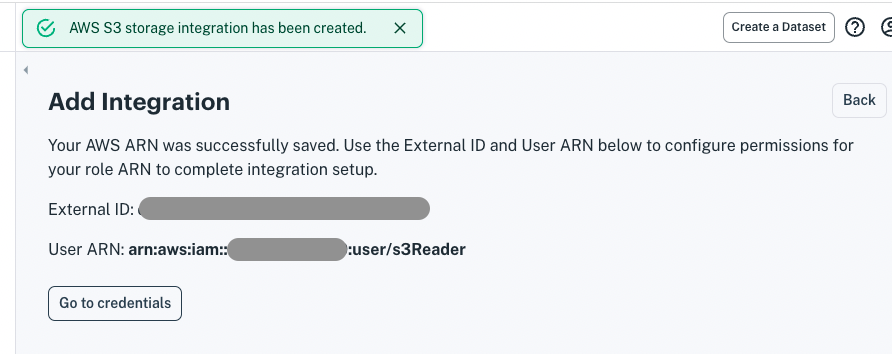 AWS S3 storage integration has been created.
Create a Dataset
Add Integration
Back
Your AWS ARN was successfully saved. Use the External ID and User ARN below to configure permissions for
your role ARN to complete integration setup.
External ID:
User ARN: arn:aws:iam:: :user/s3Reader
Go to credentials